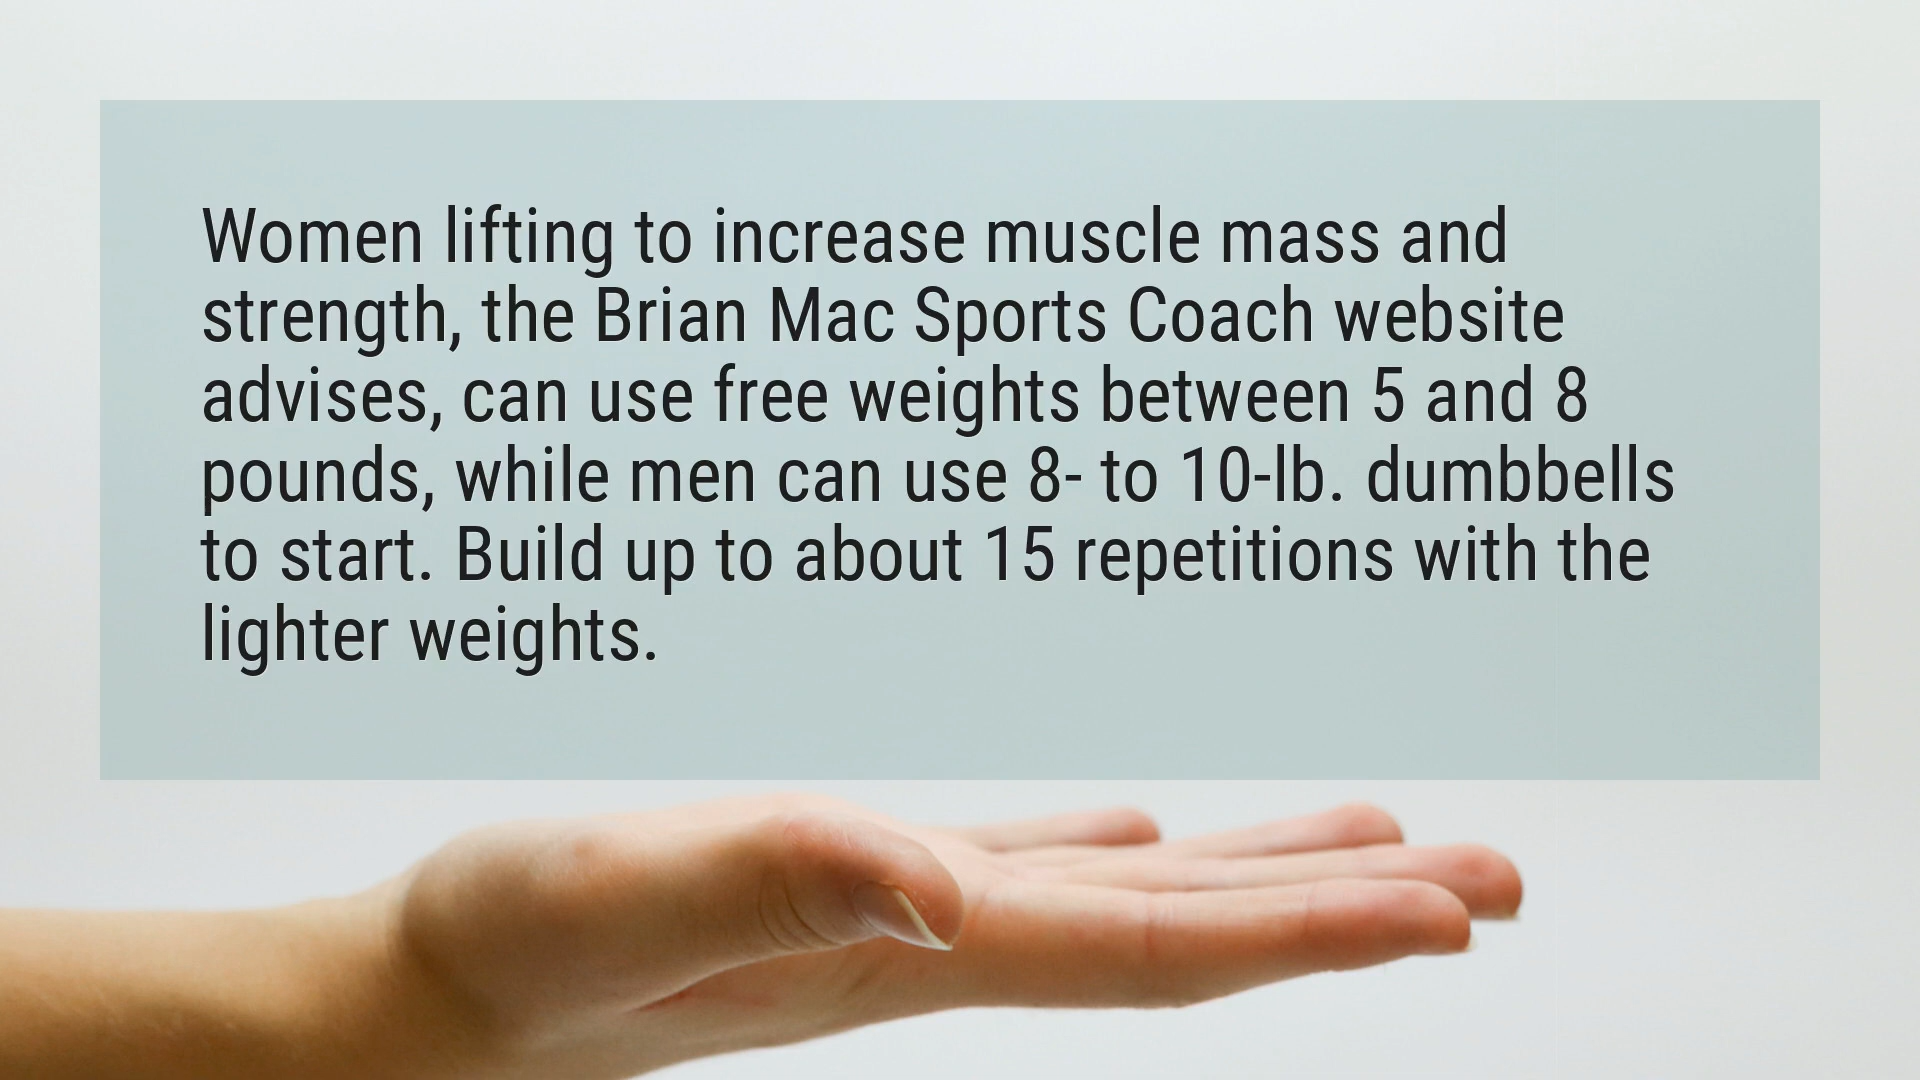 Women lifting to increase muscle mass and
strength, the Brian Mac Sports Coach website
advises, can use free weights between 5 and 8
pounds, while men can use 8- to 10-lb. dumbbells
to start. Build up to about 15 repetitions with the
lighter weights.